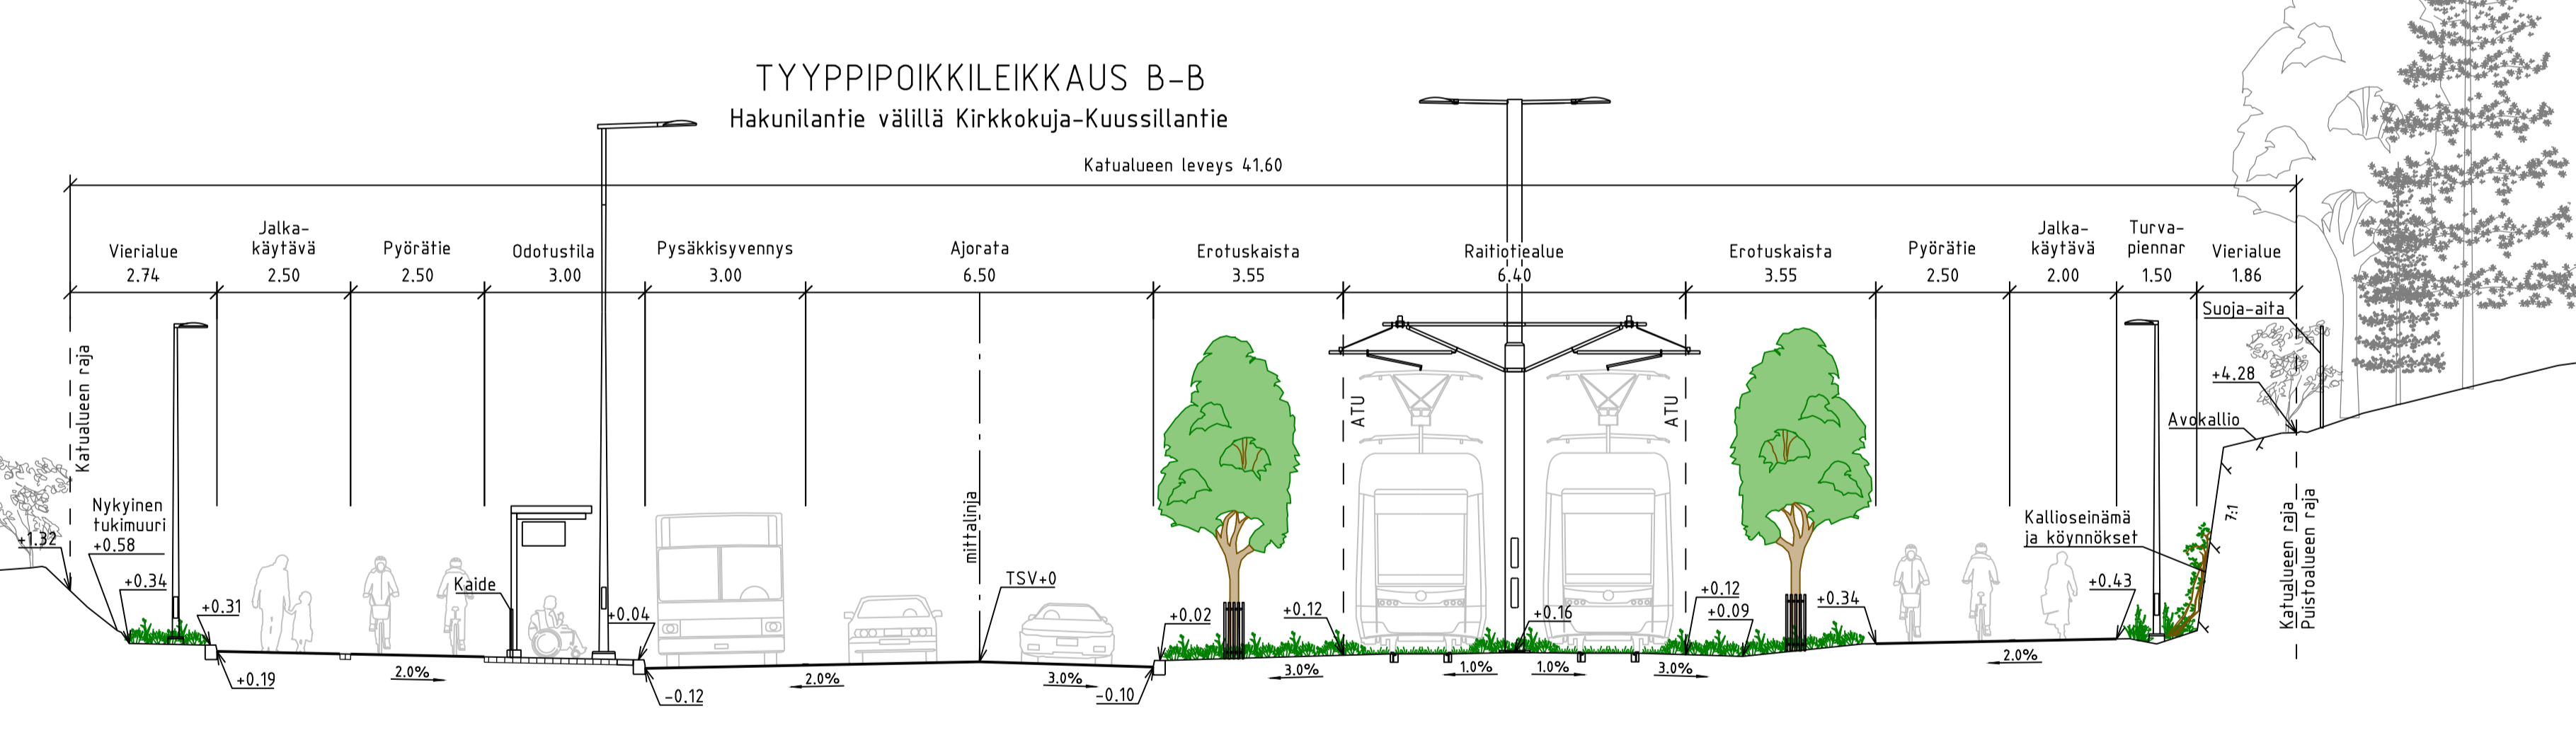 TYYPPIPOIKKILEIKKAUS B-B
Hakunilantie välillä Kirkkokuja-Kuussillantie
Katualueen leveys 41.60
Vierialue
2.74
Jalka-
käytävä
2.50
Pyörätie
2.50
Odotustila
3.00
Pysäkkisyvennys
3.00
Ajorata
6.50
Erotuskaista
3.55
Raitiotiealue
6.40
Erotuskaista
3.55
Pyörätie
2.50
Jalka-
käytävä
2.00
Turva-
piennar
1.50
Vierialue
1.86
Suoja-aita
Katualueen raja
+4.28
ATU
ATU
Avokallio
Nykyinen
tukimuuri
+0.58
+1.32
mittalinja
Kallioseinämä
ja köynnökset
7:1
Katualueen raja
Puistoalueen raja
+0.34
Kaide
TSV+0
+0.31
+0.04
+0.02
+0.12
+0.16
+0.12
+0.09
+0.34
+0.43
+0.19
2.0%
-0.12
2.0%
3.0%
-0.10
3.0%
1.0%
1.0%
3.0%
2.0%